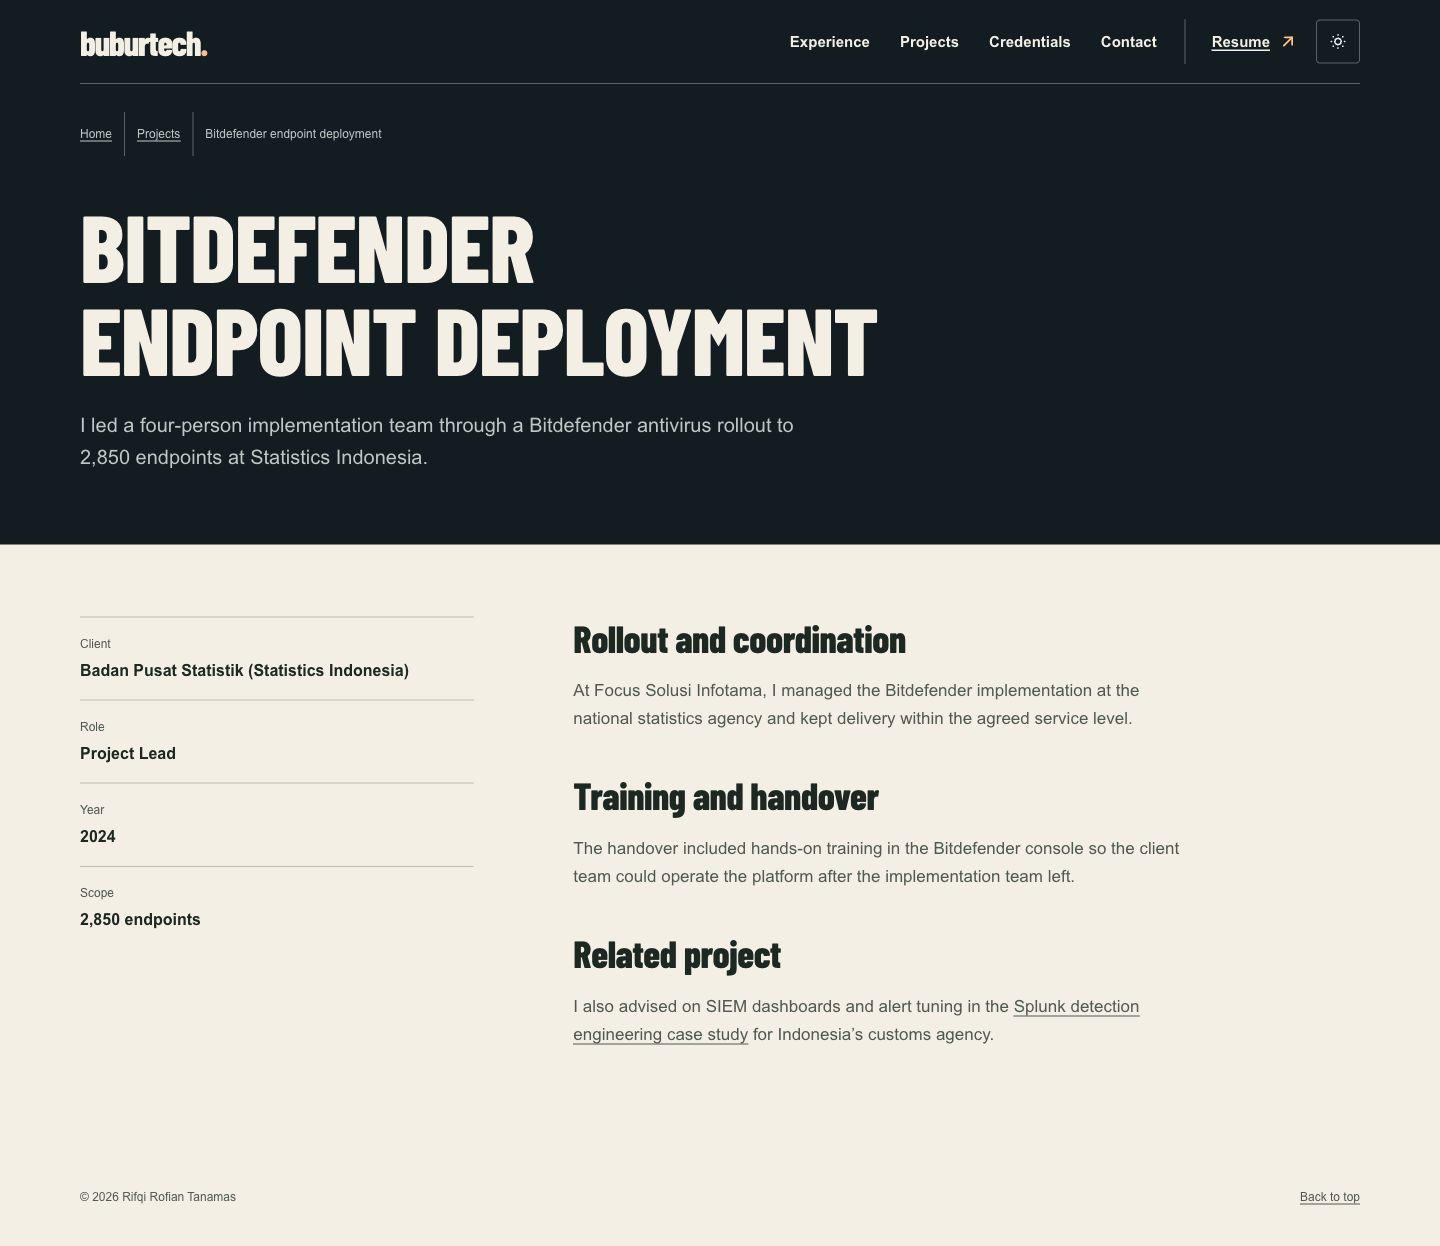 buburtech.
Experience Projects Credentials Contact Resume
Home Projects Bitdefender endpoint deployment
BITDEFENDER
ENDPOINT DEPLOYMENT
I led a four-person implementation team through a Bitdefender antivirus rollout to
2,850 endpoints at Statistics Indonesia.
Client
Badan Pusat Statistik (Statistics Indonesia)
Role
Project Lead
Year
2024
Scope
2,850 endpoints
Rollout and coordination
At Focus Solusi Infotama, I managed the Bitdefender implementation at the
national statistics agency and kept delivery within the agreed service level.
Training and handover
The handover included hands-on training in the Bitdefender console so the client
team could operate the platform after the implementation team left.
Related project
I also advised on SIEM dashboards and alert tuning in the Splunk detection
engineering case study for Indonesia’s customs agency.
© 2026 Rifqi Rofian Tanamas
Back to top